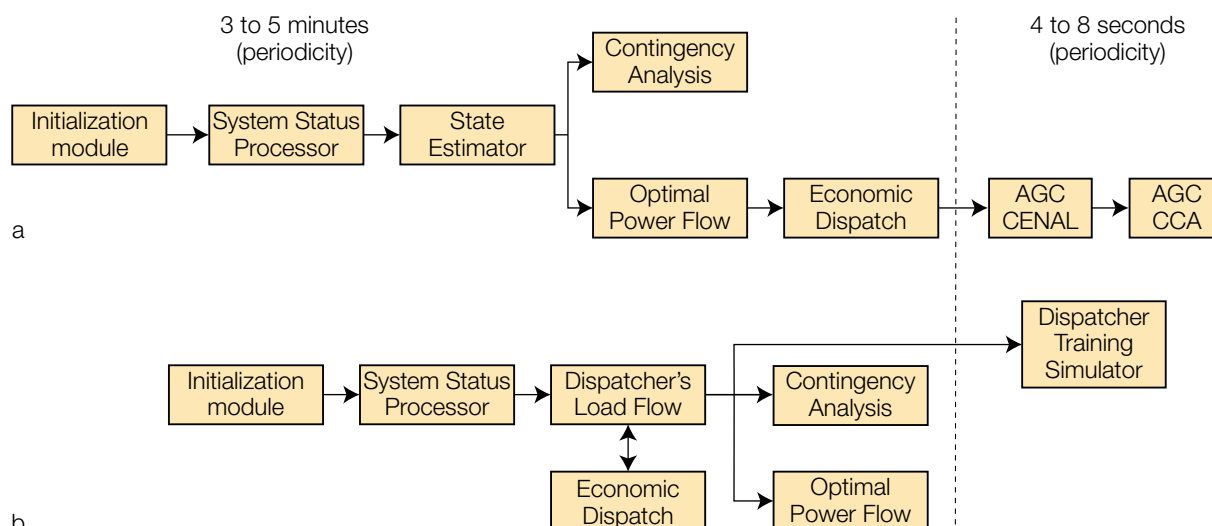 3 to 5 minutes
(periodicity)
4 to 8 seconds
(periodicity)
Contingency
Analysis
Initialization
module
System Status
Processor
State
Estimator
Optimal
Power Flow
Economic
Dispatch
AGC
CENAL
AGC
CCA
a
Dispatcher
Training
Simulator
Initialization
module
System Status
Processor
Dispatcher's
Load Flow
Contingency
Analysis
Economic
Dispatch
Optimal
Power Flow
b